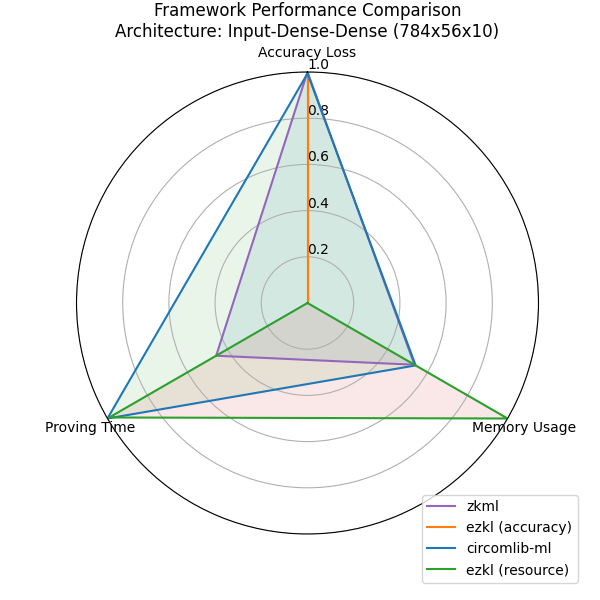 Framework Performance Comparison
Architecture: Input-Dense-Dense (784x56x10)
Accuracy Loss
1.0
0.8
0.6
0.4
0.2
Proving Time
Memory Usage
zkml
ezkl (accuracy)
circomlib-ml
ezkl (resource)